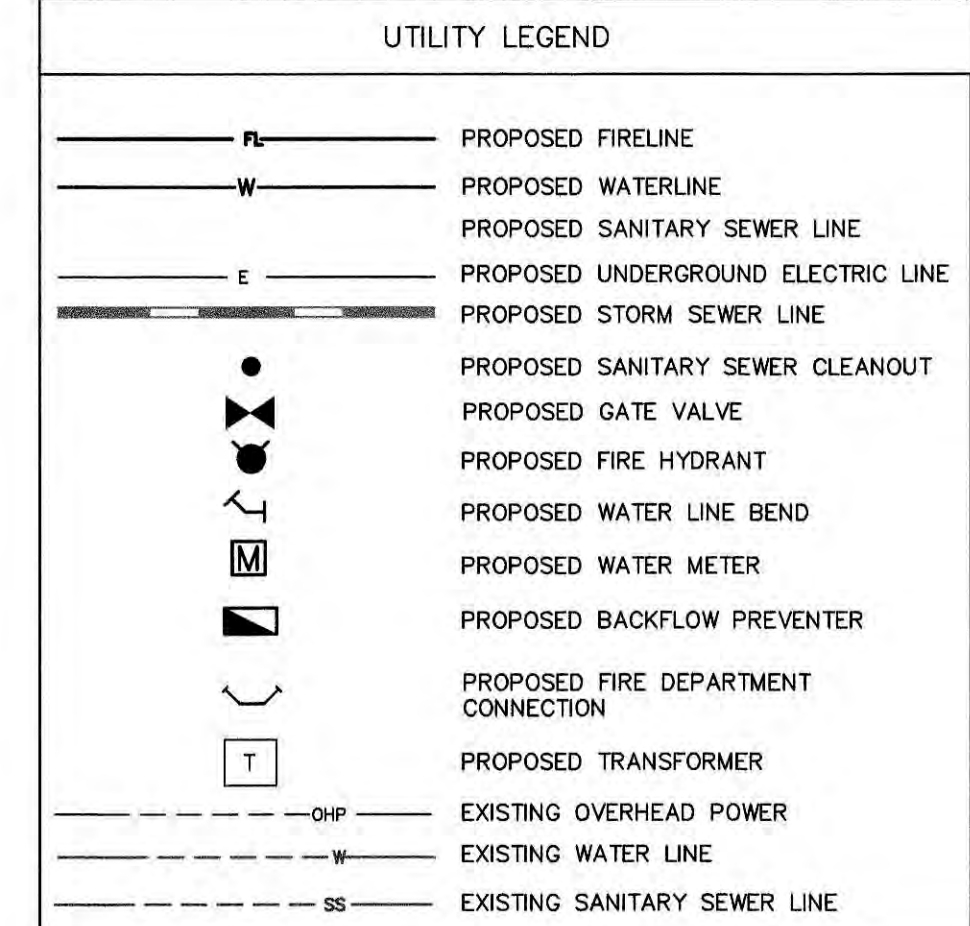 UTILITY LEGEND
FL PROPOSED FIRELINE
W PROPOSED WATERLINE
PROPOSED SANITARY SEWER LINE
E PROPOSED UNDERGROUND ELECTRIC LINE
PROPOSED STORM SEWER LINE
PROPOSED SANITARY SEWER CLEANOUT
PROPOSED GATE VALVE
PROPOSED FIRE HYDRANT
PROPOSED WATER LINE BEND
M PROPOSED WATER METER
PROPOSED BACKFLOW PREVENTER
PROPOSED FIRE DEPARTMENT
CONNECTION
T PROPOSED TRANSFORMER
OHP EXISTING OVERHEAD POWER
W EXISTING WATER LINE
SS EXISTING SANITARY SEWER LINE